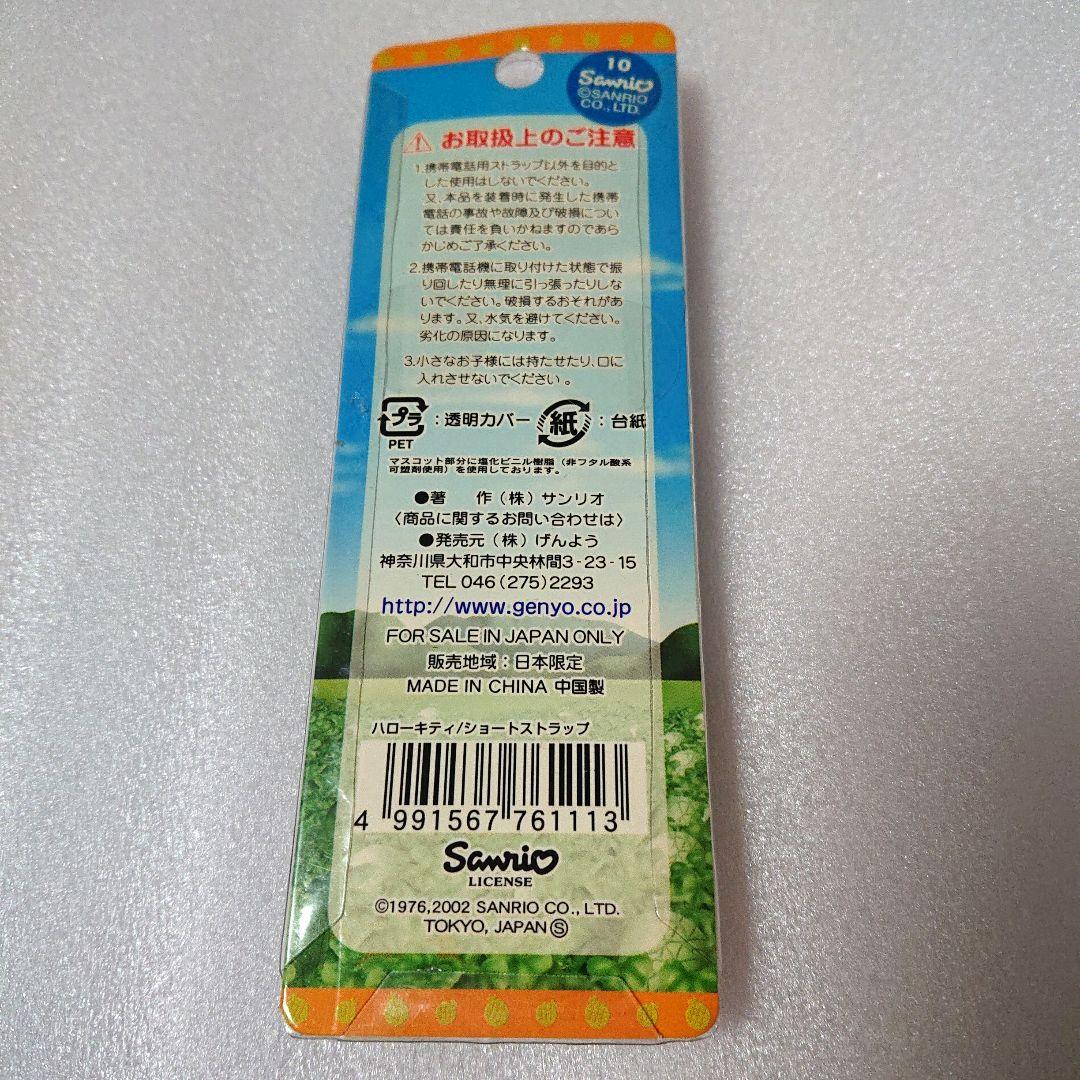 10
Sanrio
©SANRIO
CO., LTD.
お取扱上のご注意
1.携帯電話用ストラップ以外を目的と
した使用はしないでください。
又、本品を装着時に発生した携帯
電話の事故や故障及び破損につい
ては責任を負いかねますのであら
かじめご了承ください。
2.携帯電話機に取り付けた状態で振
り回したり無理に引っ張ったりしな
いでください。破損するおそれがあ
ります。又、水気を避けてください。
劣化の原因になります。
3.小さなお子様には持たせたり、口に
入れさせないでください。
プラ PET :透明カバー 紙 :台紙
マスコット部分に塩化ビニル樹脂（非フタル酸系
可塑剤使用）を使用しております。
●著　作（株）サンリオ
〈商品に関するお問い合わせは〉
●発売元（株）げんよう
神奈川県大和市中央林間3-23-15
TEL 046(275)2293
http://www.genyo.co.jp
FOR SALE IN JAPAN ONLY
販売地域：日本限定
MADE IN CHINA 中国製
ハローキティ/ショートストラップ
4 991567 761113
Sanrio
LICENSE
©1976,2002 SANRIO CO., LTD.
TOKYO, JAPAN Ⓢ